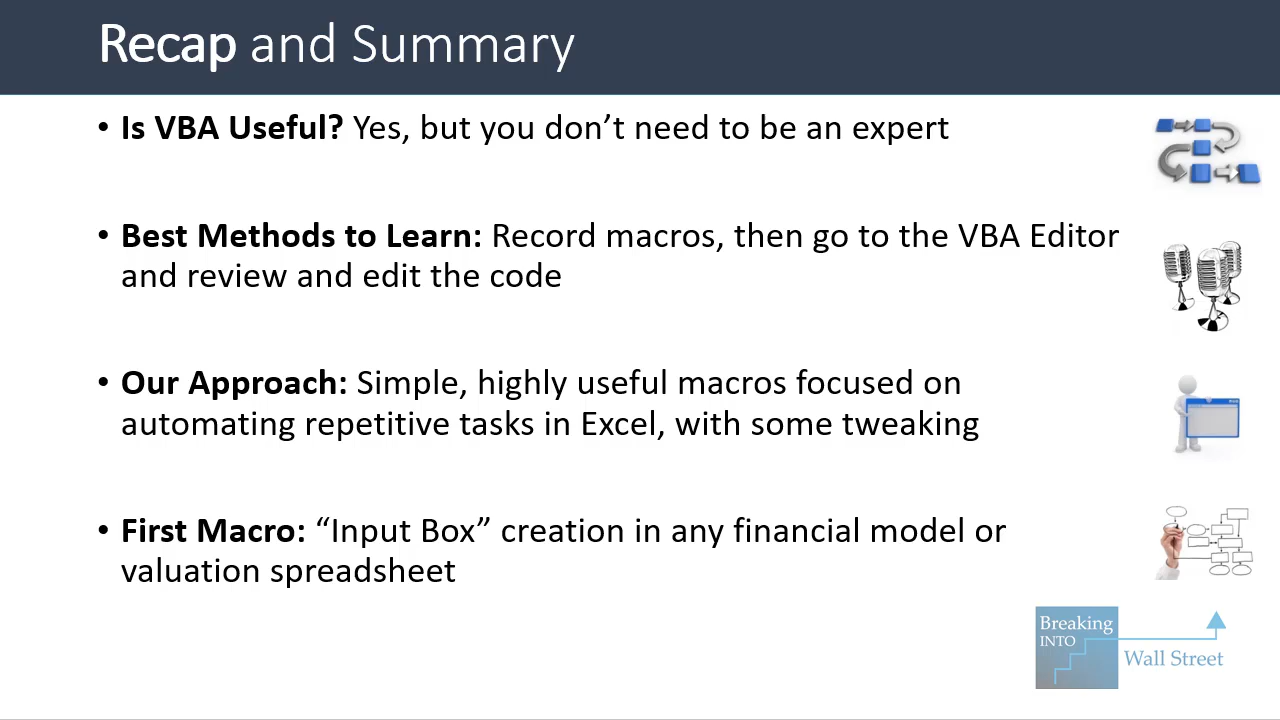 Recap and Summary
• Is VBA Useful? Yes, but you don’t need to be an expert
• Best Methods to Learn: Record macros, then go to the VBA Editor
and review and edit the code
• Our Approach: Simple, highly useful macros focused on
automating repetitive tasks in Excel, with some tweaking
• First Macro: “Input Box” creation in any financial model or
valuation spreadsheet
Breaking
INTO
Wall Street